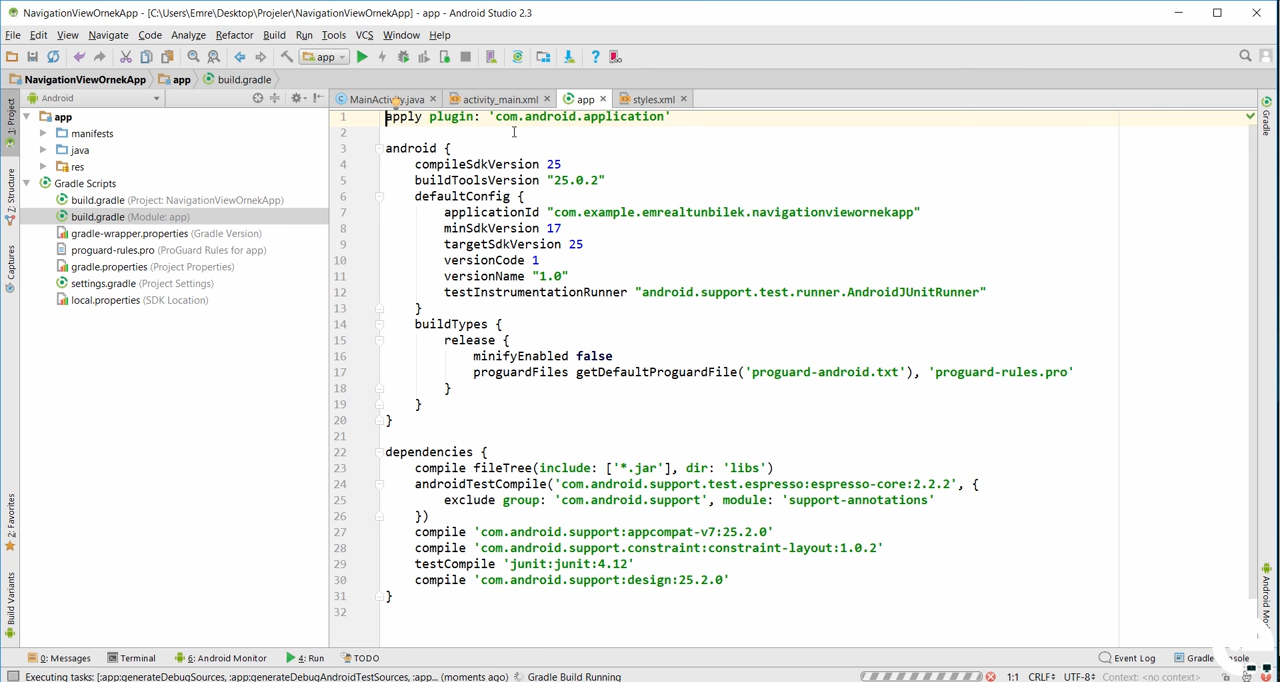 NavigationViewOrnekApp - [C:\Users\Emre\Desktop\Projeler\NavigationViewOrnekApp] - app - Android Studio 2.3
File Edit View Navigate Code Analyze Refactor Build Run Tools VCS Window Help
app
NavigationViewOrnekApp app build.gradle
Android
MainActivity.java activity_main.xml app styles.xml
1: Project
7: Structure
Captures
2: Favorites
Build Variants
app
manifests
java
res
Gradle Scripts
build.gradle (Project: NavigationViewOrnekApp)
build.gradle (Module: app)
gradle-wrapper.properties (Gradle Version)
proguard-rules.pro (ProGuard Rules for app)
gradle.properties (Project Properties)
settings.gradle (Project Settings)
local.properties (SDK Location)
1 apply plugin: 'com.android.application'
2
3 android {
4 compileSdkVersion 25
5 buildToolsVersion "25.0.2"
6 defaultConfig {
7 applicationId "com.example.emrealtunbilek.navigationviewornekapp"
8 minSdkVersion 17
9 targetSdkVersion 25
10 versionCode 1
11 versionName "1.0"
12 testInstrumentationRunner "android.support.test.runner.AndroidJUnitRunner"
13 }
14 buildTypes {
15 release {
16 minifyEnabled false
17 proguardFiles getDefaultProguardFile('proguard-android.txt'), 'proguard-rules.pro'
18 }
19 }
20 }
21
22 dependencies {
23 compile fileTree(include: ['*.jar'], dir: 'libs')
24 androidTestCompile('com.android.support.test.espresso:espresso-core:2.2.2', {
25 exclude group: 'com.android.support', module: 'support-annotations'
26 })
27 compile 'com.android.support:appcompat-v7:25.2.0'
28 compile 'com.android.support.constraint:constraint-layout:1.0.2'
29 testCompile 'junit:junit:4.12'
30 compile 'com.android.support:design:25.2.0'
31 }
32
Gradle
Android
0: Messages Terminal 6: Android Monitor 4: Run TODO Event Log Gradle
Executing tasks: [:app:generateDebugSources, :app:generateDebugAndroidTestSources, :app... (moments ago) Gradle Build Running 1:1 CRLF÷ UTF-8÷ Context: <no context>